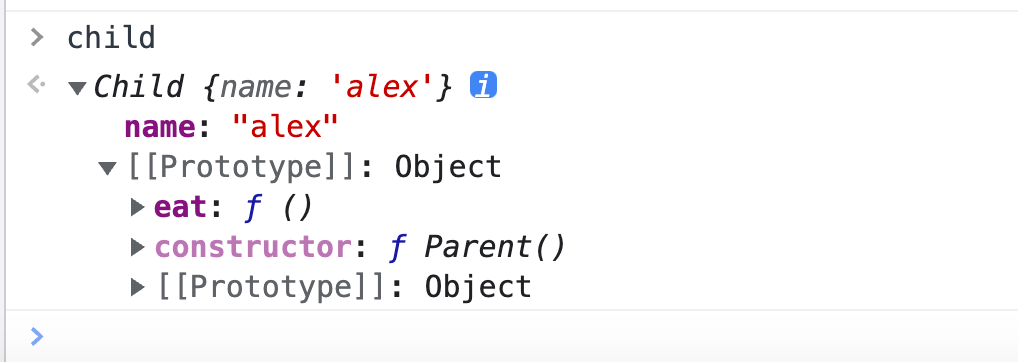 > child
<· ▼Child {name: 'alex'} i
name: "alex"
▼[[Prototype]]: Object
▶eat: ƒ ()
▶constructor: ƒ Parent()
▶[[Prototype]]: Object
>